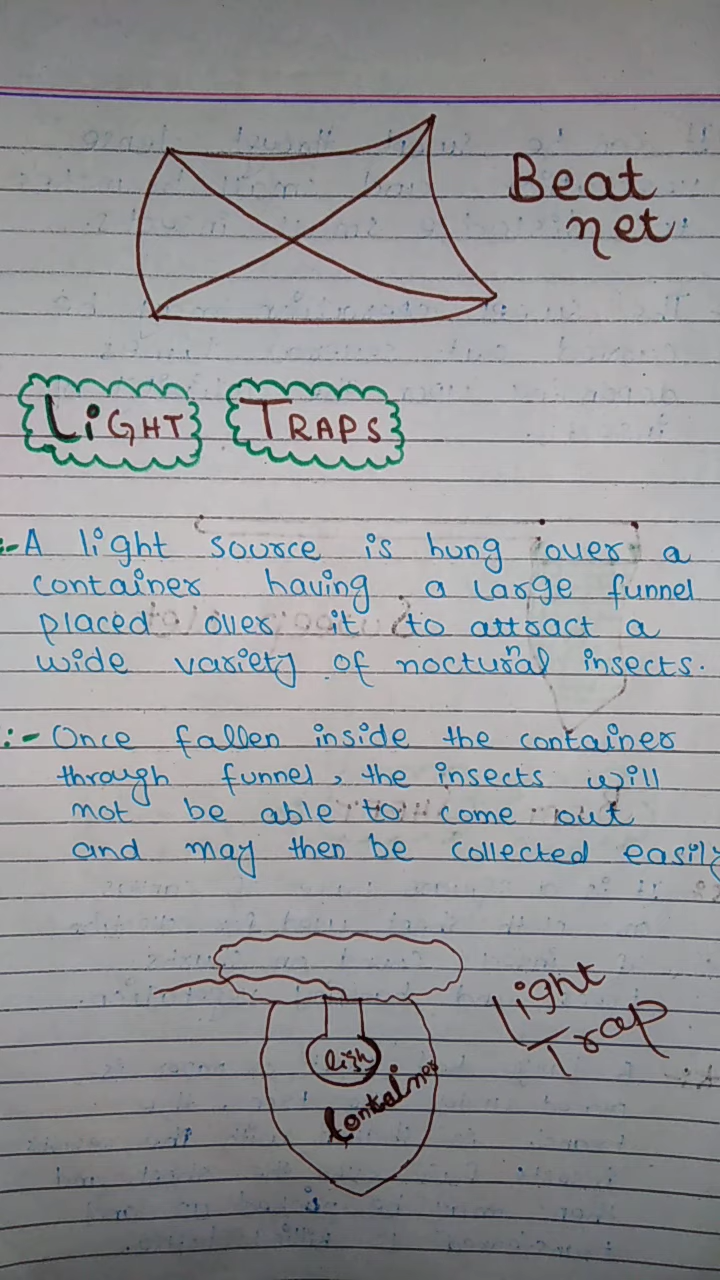 Beat
net
LiGHT TRAPS
:-A light source is hung over a
container having a large funnel
placed over it to attract a
wide variety of noctural insects.
n
:- Once fallen inside the container
through funnel, the insects will
not be able to come out
and may then be collected easily
Light
Trap
ligh
Container